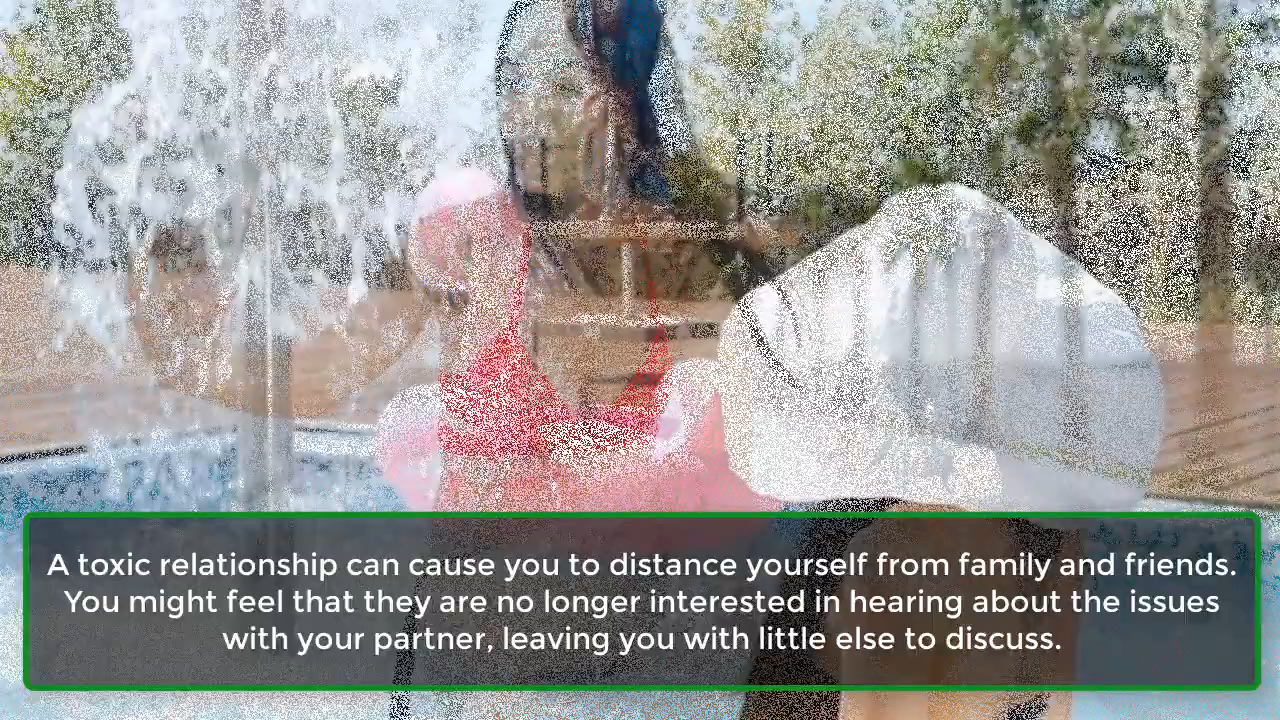 A toxic relationship can cause you to distance yourself from family and friends.
You might feel that they are no longer interested in hearing about the issues
with your partner, leaving you with little else to discuss.